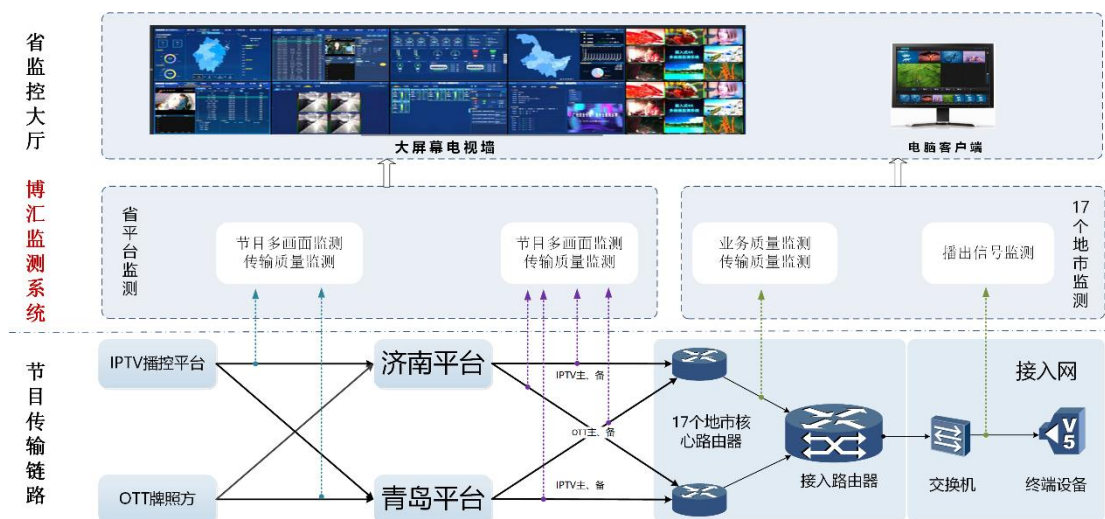 省监控大厅
大屏幕电视墙
电脑客户端
博汇监测系统
省平台监测
节目多画面监测
传输质量监测
节目多画面监测
传输质量监测
业务质量监测
传输质量监测
播出信号监测
17个地市监测
节目传输链路
IPTV播控平台
济南平台
IPTV主、备
OTT主、备
OTT牌照方
青岛平台
IPTV主、备
17个地市核
心路由器
接入路由器
接入网
交换机
V
5
终端设备